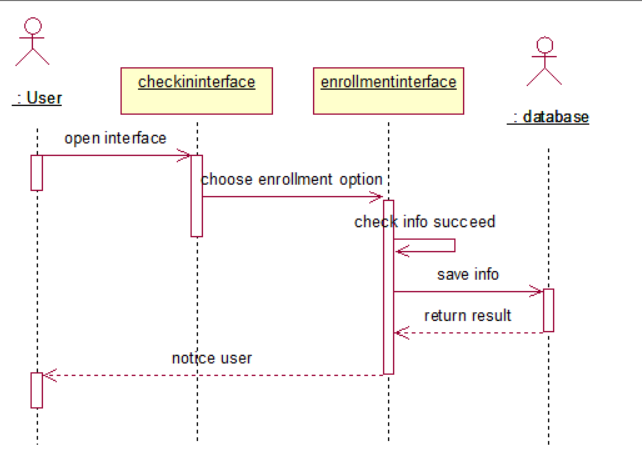 : User
checkininterface
enrollmentinterface
: database
open interface
choose enrollment option
check info succeed
save info
return result
notice user